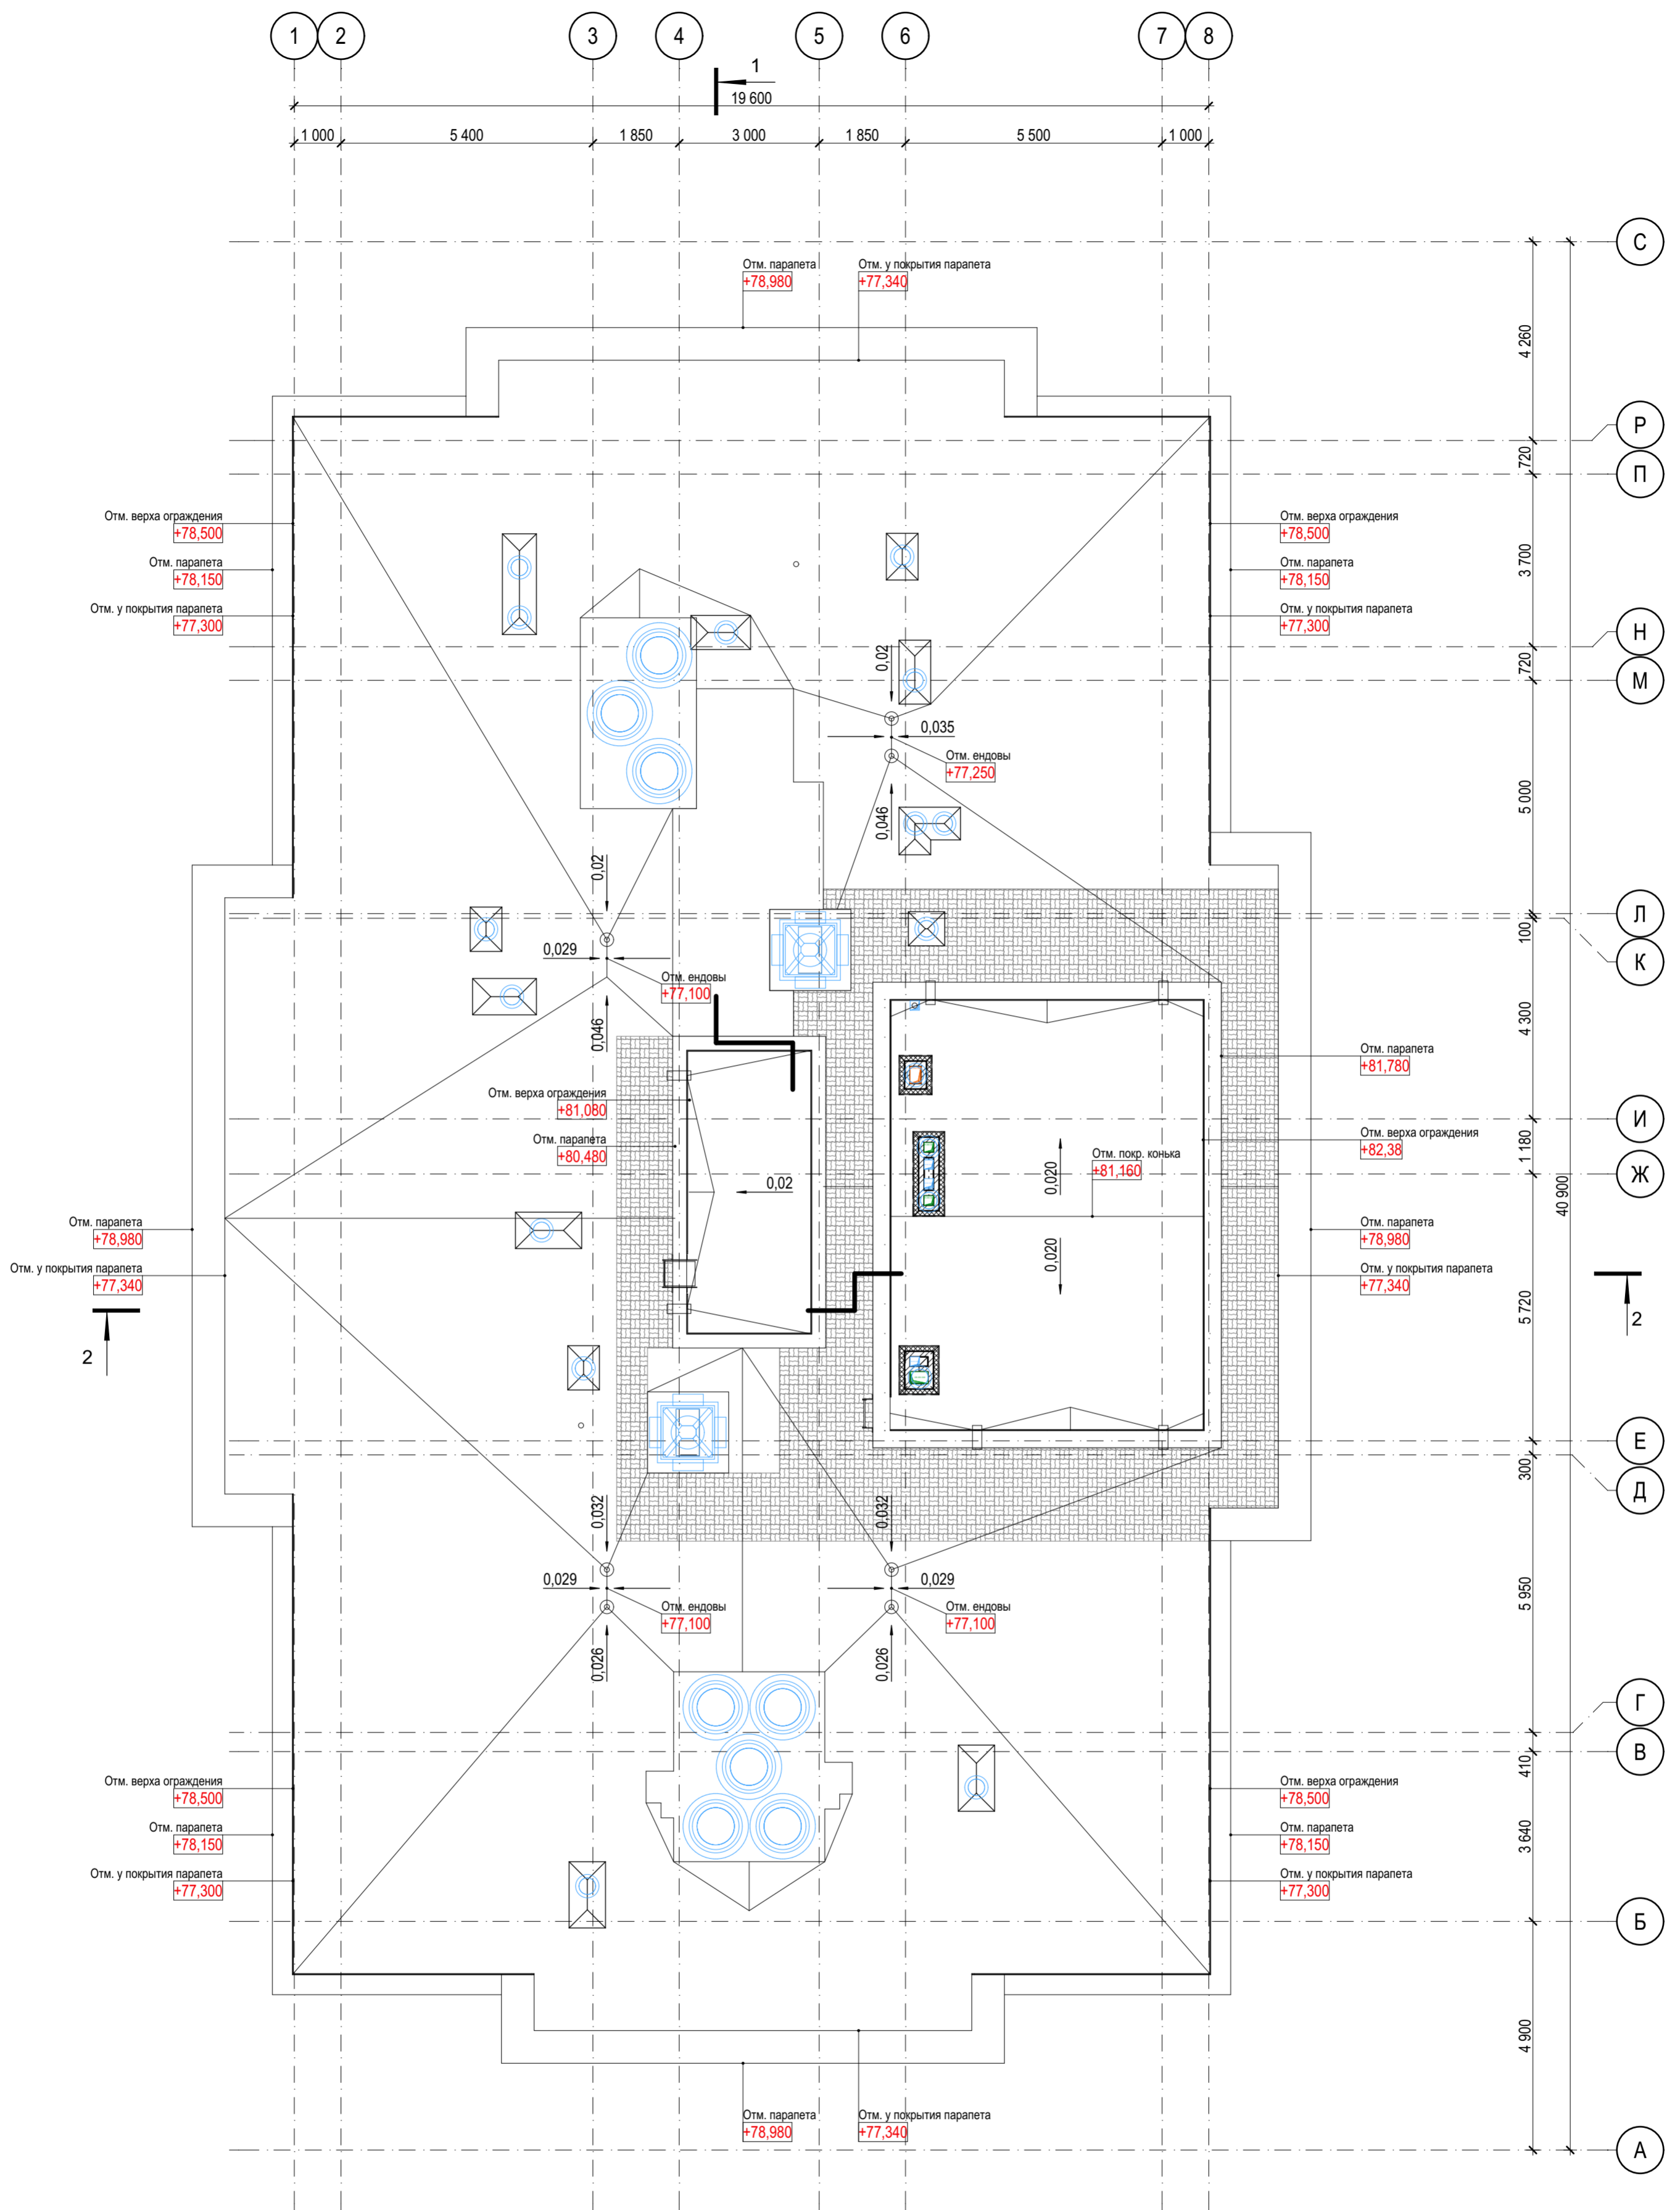 1 2 3 4 5 6 7 8
1
19 600
1 000 5 400 1 850 3 000 1 850 5 500 1 000
С
Отм. парапета
+78,980
Отм. у покрытия парапета
+77,340
4 260
Р
720
П
Отм. верха ограждения
+78,500
Отм. парапета
+78,150
Отм. у покрытия парапета
+77,300
Отм. верха ограждения
+78,500
Отм. парапета
+78,150
Отм. у покрытия парапета
+77,300
3 700
Н
720
М
0,02
0,035
Отм. ендовы
+77,250
0,046
5 000
0,02
0,029
Отм. ендовы
+77,100
0,046
Л
100
К
4 300
Отм. парапета
+81,780
Отм. верха ограждения
+81,080
Отм. парапета
+80,480
И
Отм. верха ограждения
+82,38
1 180
Отм. покр. конька
+81,160
0,020
0,02
Ж
40 900
Отм. парапета
+78,980
Отм. у покрытия парапета
+77,340
0,020
Отм. парапета
+78,980
Отм. у покрытия парапета
+77,340
5 720
2
2
Е
300
Д
0,032
0,032
0,029
0,029
Отм. ендовы
+77,100
Отм. ендовы
+77,100
0,026
0,026
5 950
Г
В
410
Отм. верха ограждения
+78,500
Отм. парапета
+78,150
Отм. у покрытия парапета
+77,300
Отм. верха ограждения
+78,500
Отм. парапета
+78,150
Отм. у покрытия парапета
+77,300
3 640
Б
4 900
Отм. парапета
+78,980
Отм. у покрытия парапета
+77,340
А